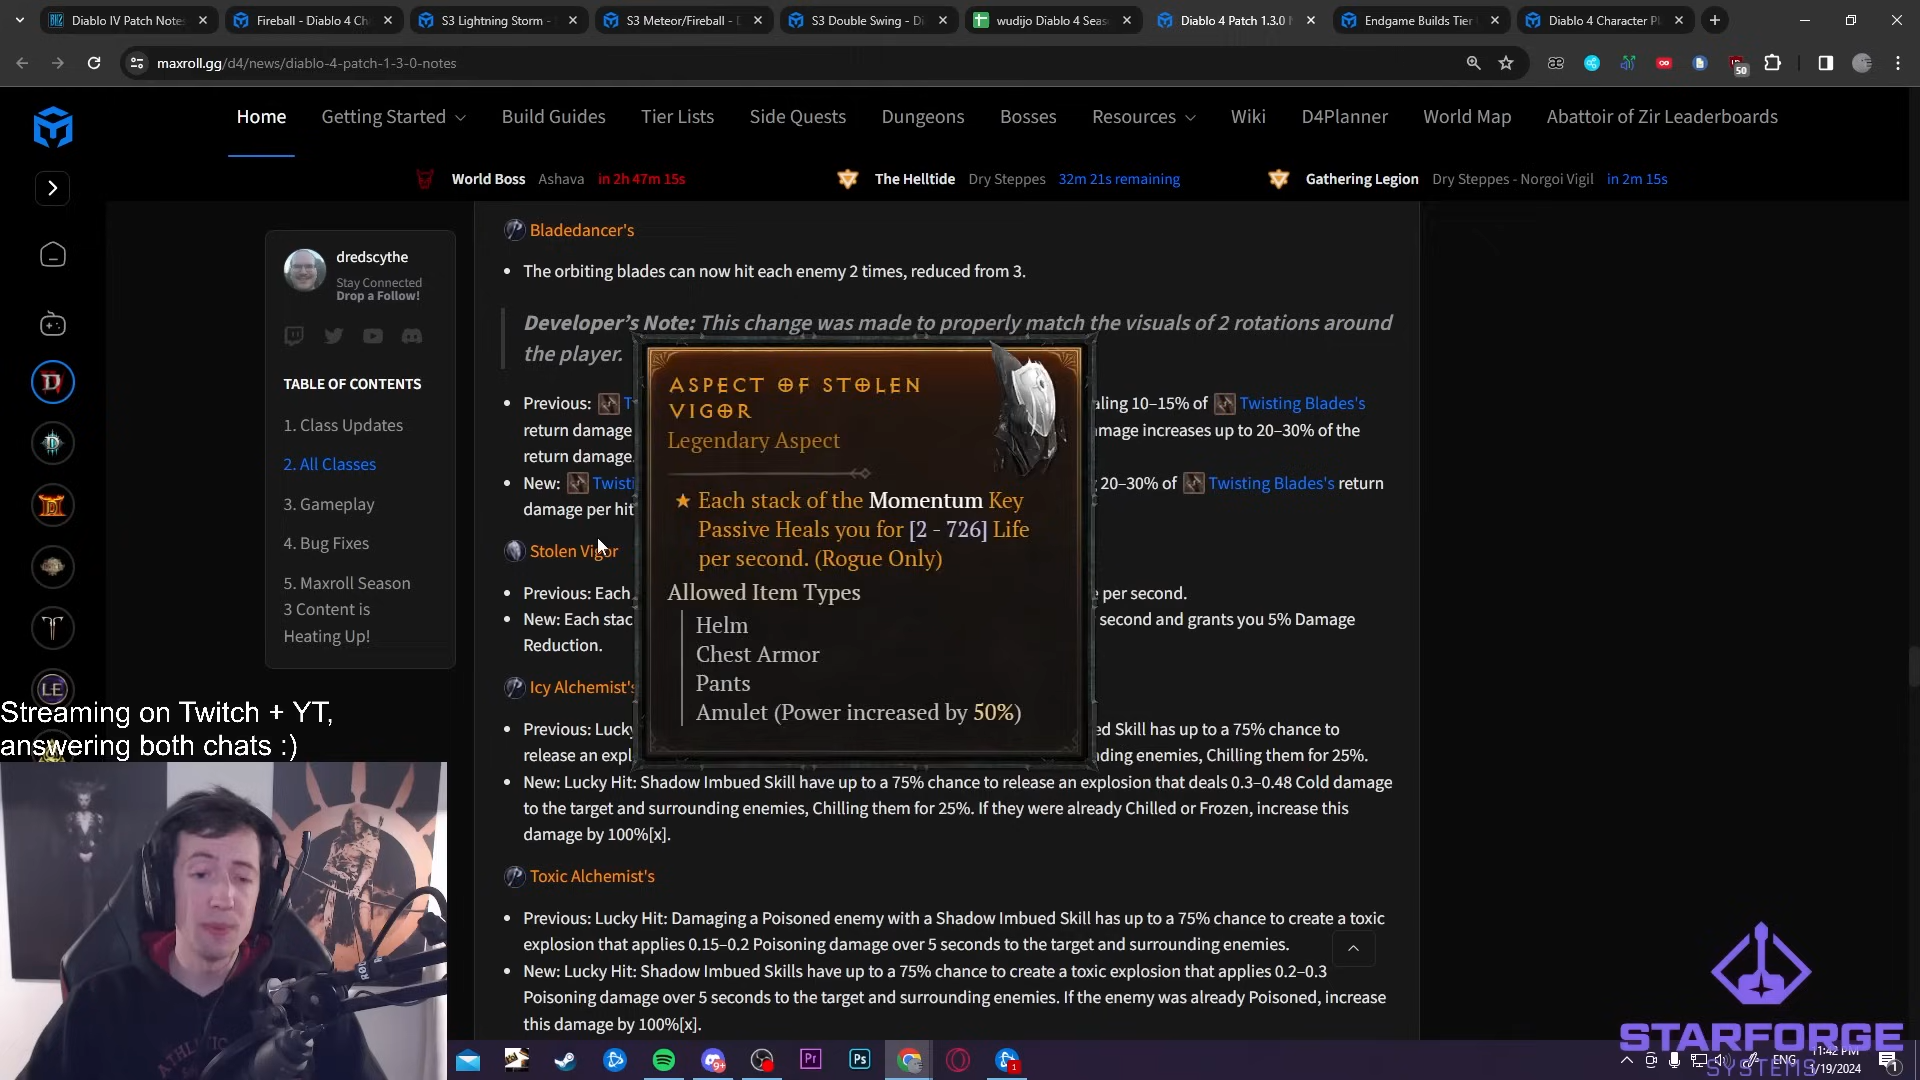 Diablo IV Patch Note
Fireball - Diablo 4 Ch
S3 Lightning Storm -
S3 Meteor/Fireball - D
S3 Double Swing - Di
wudijo Diablo 4 Seas
Diablo 4 Patch 1.3.0 N
Endgame Builds Tier
Diablo 4 Character Pl
maxroll.gg/d4/news/diablo-4-patch-1-3-0-notes
50
Home
Getting Started
Build Guides
Tier Lists
Side Quests
Dungeons
Bosses
Resources
Wiki
D4Planner
World Map
Abattoir of Zir Leaderboards
World Boss Ashava in 2h 47m 15s
The Helltide Dry Steppes 32m 21s remaining
Gathering Legion Dry Steppes - Norgoi Vigil in 2m 15s
dredscythe
Stay Connected
Drop a Follow!
TABLE OF CONTENTS
1. Class Updates
2. All Classes
3. Gameplay
4. Bug Fixes
5. Maxroll Season
3 Content is
Heating Up!
LE
Bladedancer's
The orbiting blades can now hit each enemy 2 times, reduced from 3.
Developer's Note: This change was made to properly match the visuals of 2 rotations around
the player.
Previous: T
aling 10–15% of Twisting Blade's
return damage
amage increases up to 20–30% of the
return damage.
New: Twisti
20–30% of Twisting Blade's return
damage per hit
Stolen Vigor
Previous: Each
e per second.
New: Each stac
second and grants you 5% Damage
Reduction.
Icy Alchemist's
Previous: Lucky
ed Skill has up to a 75% chance to
release an expl
nding enemies, Chilling them for 25%.
New: Lucky Hit: Shadow Imbued Skill have up to a 75% chance to release an explosion that deals 0.3–0.48 Cold damage
to the target and surrounding enemies, Chilling them for 25%. If they were already Chilled or Frozen, increase this
damage by 100%[x].
Toxic Alchemist's
Previous: Lucky Hit: Damaging a Poisoned enemy with a Shadow Imbued Skill has up to a 75% chance to create a toxic
explosion that applies 0.15–0.2 Poisoning damage over 5 seconds to the target and surrounding enemies.
New: Lucky Hit: Shadow Imbued Skills have up to a 75% chance to create a toxic explosion that applies 0.2–0.3
Poisoning damage over 5 seconds to the target and surrounding enemies. If the enemy was already Poisoned, increase
this damage by 100%[x].
ASPECT OF STOLEN
VIGOR
Legendary Aspect
Each stack of the Momentum Key
Passive Heals you for [2 - 726] Life
per second. (Rogue Only)
Allowed Item Types
Helm
Chest Armor
Pants
Amulet (Power increased by 50%)
Streaming on Twitch + YT,
answering both chats :)
STARFORGE
SYSTEMS
9+
Pr
Ps
1
ENG
11:42 PM
1/19/2024
1